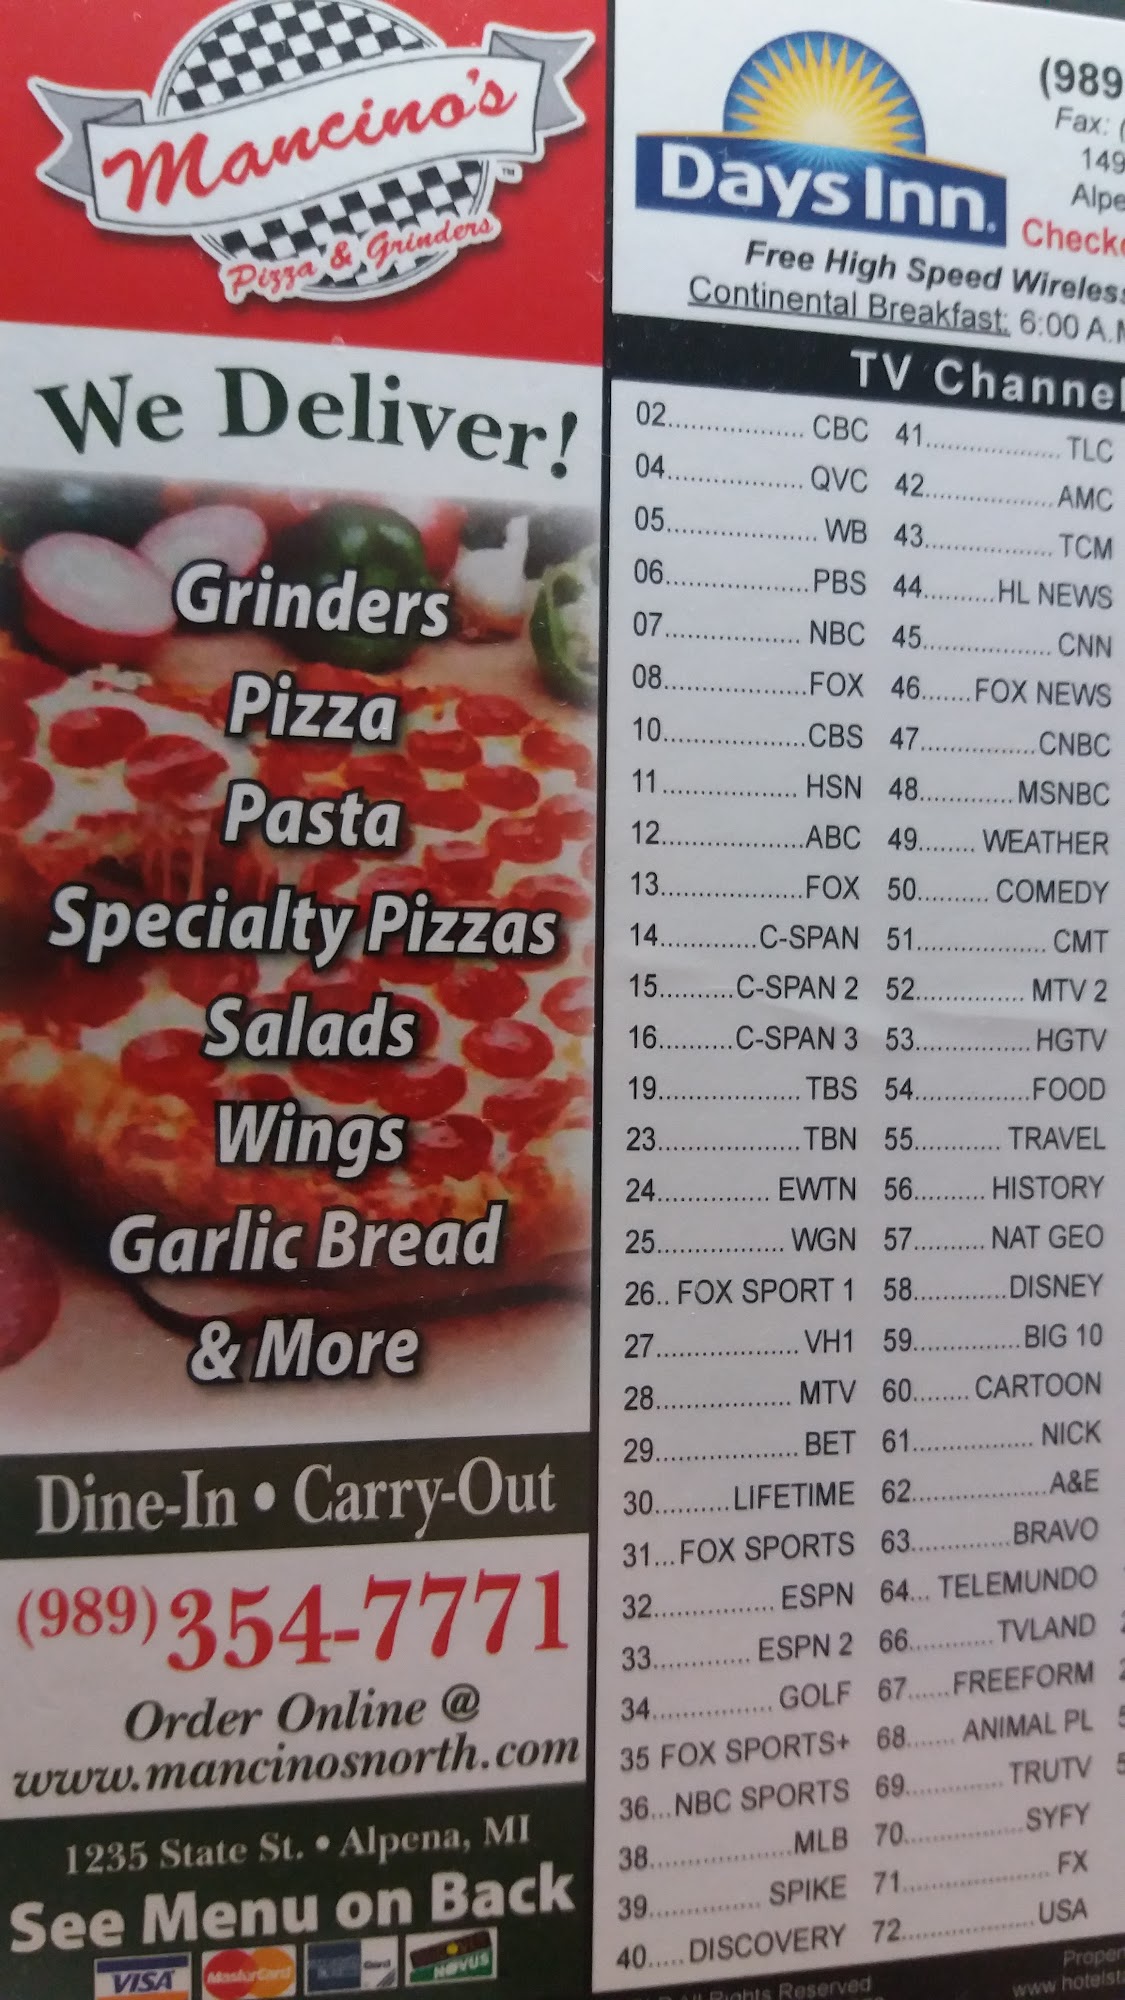 Mancino's
TM
Pizza & Grinders
We Deliver!
Grinders
Pizza
Pasta
Specialty Pizzas
Salads
Wings
Garlic Bread
& More
Dine-In • Carry-Out
(989) 354-7771
Order Online @
www.mancinosnorth.com
1235 State St. • Alpena, MI
See Menu on Back
VISA
MasterCard
NOVUS
Days Inn
(989
Fax: (
149
Alpe
Free High Speed Wireless
Continental Breakfast: 6:00 A.M
TV Channel
02.................. CBC
04.................. QVC
05.................... WB
06...................PBS
07.................. NBC
08...................FOX
10...................CBS
11.................. HSN
12...................ABC
13...................FOX
14.............C-SPAN
15..........C-SPAN 2
16..........C-SPAN 3
19................... TBS
23...................TBN
24............... EWTN
25................. WGN
26.. FOX SPORT 1
27................... VH1
28.................. MTV
29................... BET
30..........LIFETIME
31...FOX SPORTS
32................ ESPN
33............. ESPN 2
34................ GOLF
35 FOX SPORTS+
36...NBC SPORTS
38...................MLB
39............... SPIKE
40.....DISCOVERY
41.................. TLC
42.................AMC
43................. TCM
44..........HL NEWS
45................. CNN
46.......FOX NEWS
47................CNBC
48.............MSNBC
49........ WEATHER
50.......... COMEDY
51.................. CMT
52............... MTV 2
53................ HGTV
54................FOOD
55............ TRAVEL
56.......... HISTORY
57.......... NAT GEO
58.............DISNEY
59...............BIG 10
60........ CARTOON
61................. NICK
62...................A&E
63..............BRAVO
64... TELEMUNDO
66............TVLAND
67......FREEFORM
68....... ANIMAL PL
69.............. TRUTV
70.................SYFY
71...................... FX
72...................USA
Rights Reserved
Proper
www hotelst